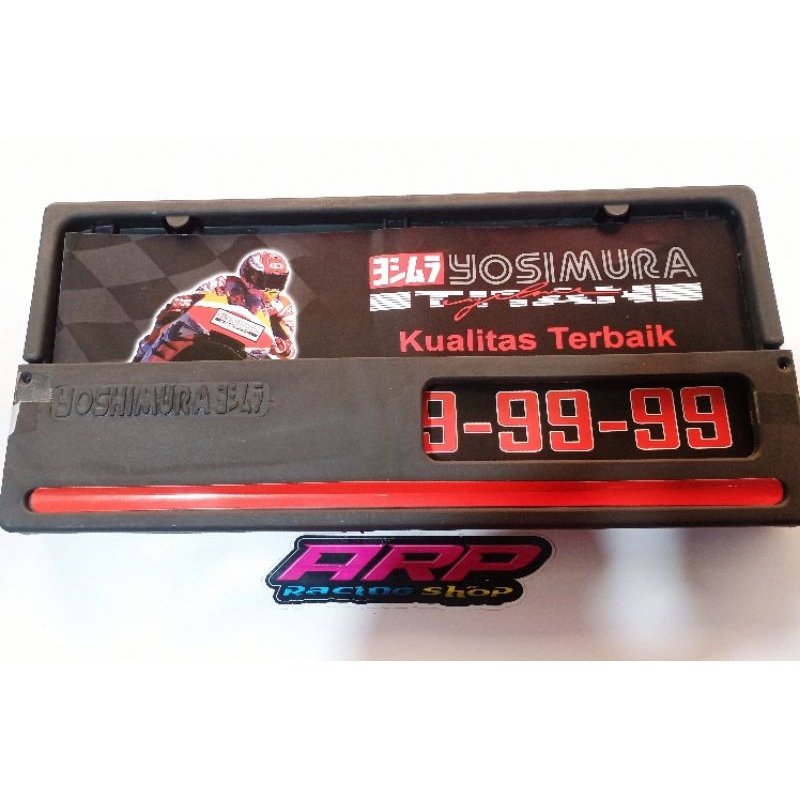 ヨシムラ YOSIMURA
Kualitas Terbaik
YOSHIMURA ヨシムラ
9-99-99
ARP
Racing Shop